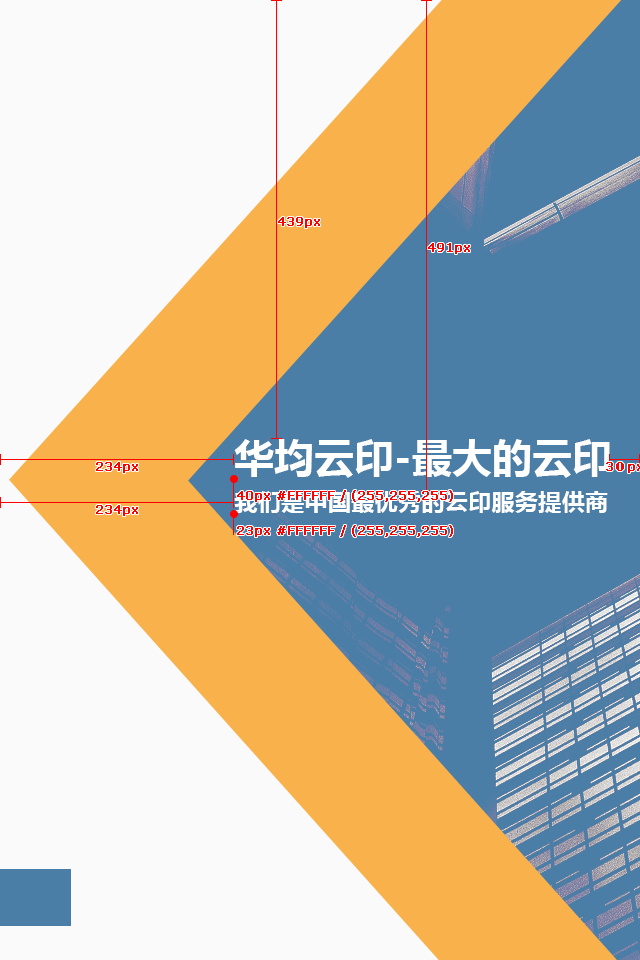 439px
491px
华均云印-最大的云印
234px
30px
40px #FFFFFF / (255,255,255)
我们是中国最优秀的云印服务提供商
234px
23px #FFFFFF / (255,255,255)